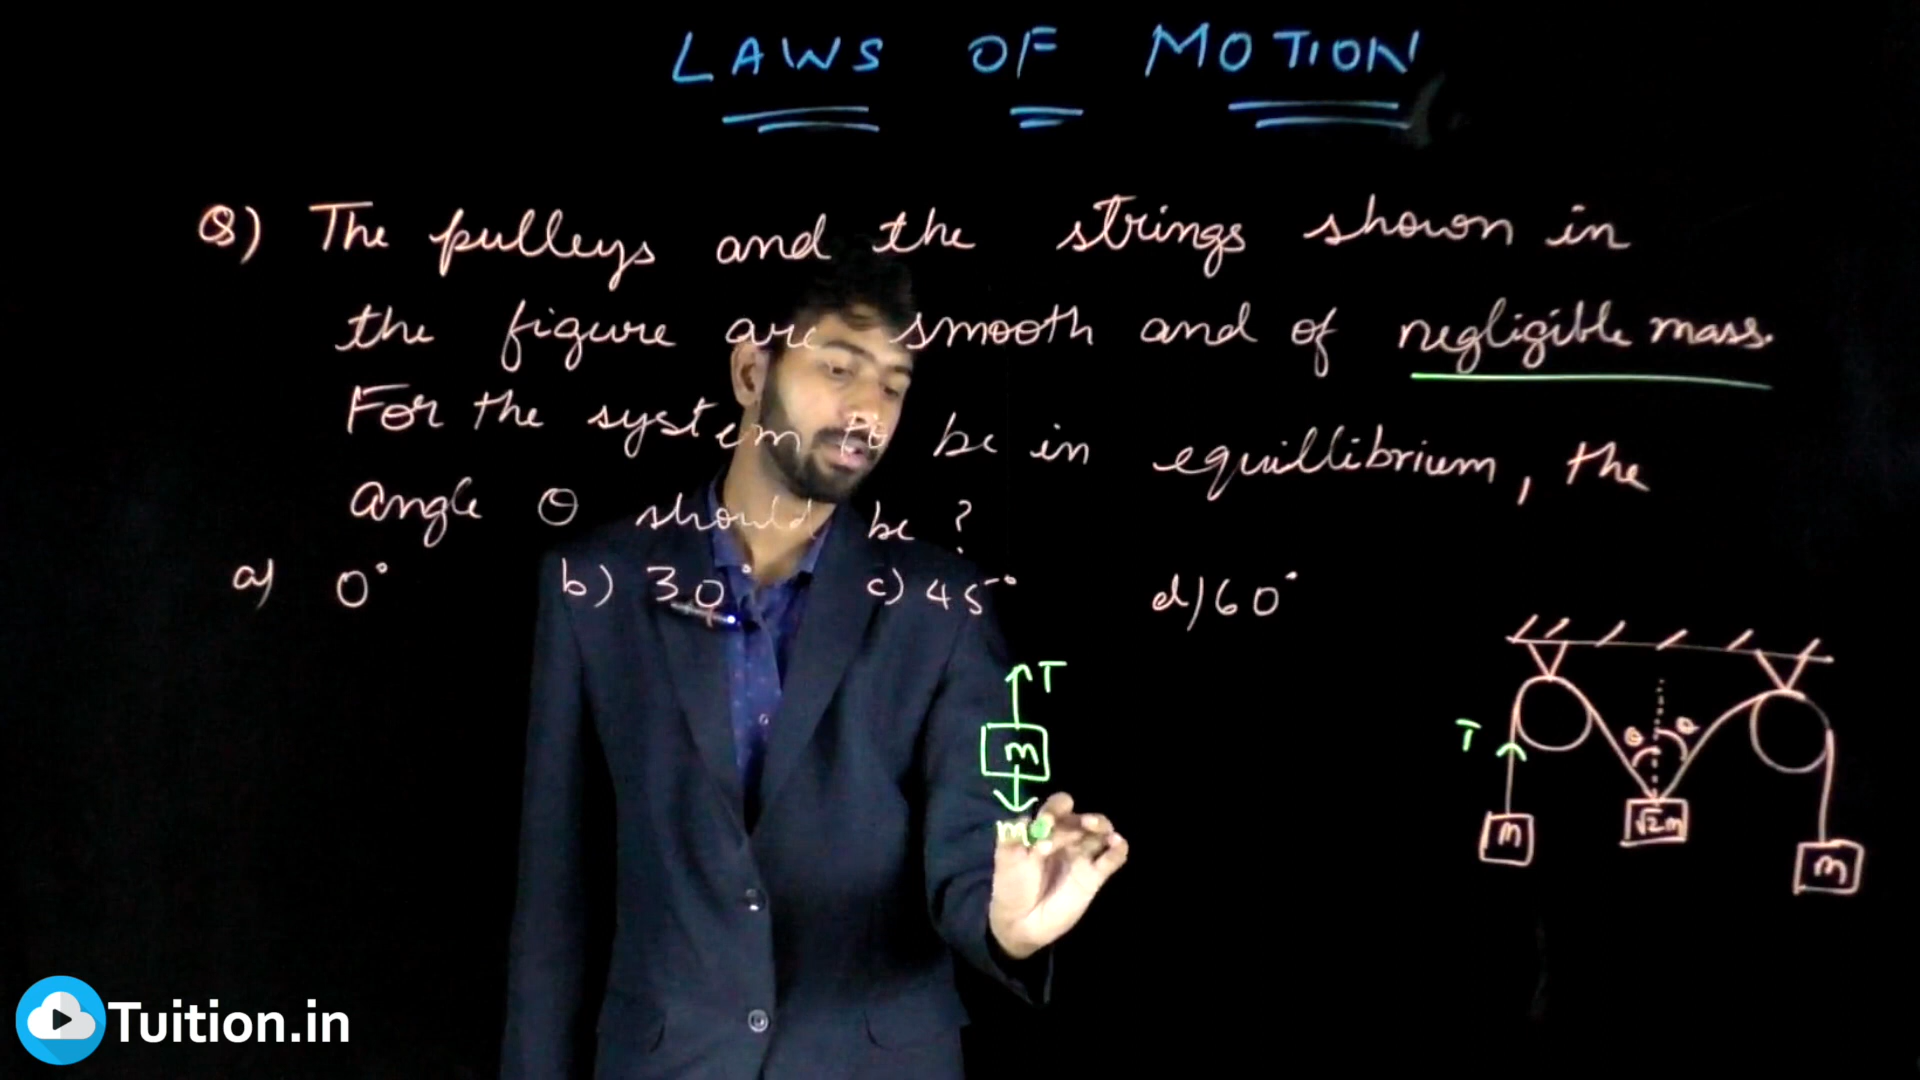 LAWS OF MOTION
Q) The pulleys and the strings shown in
the figure are smooth and of negligible mass.
For the system to be in equillibrium, the
angle θ should be ?
a) 0° b) 30° c) 45° d) 60°
T
m
T
θ θ
m
√2m
m
m
Tuition.in